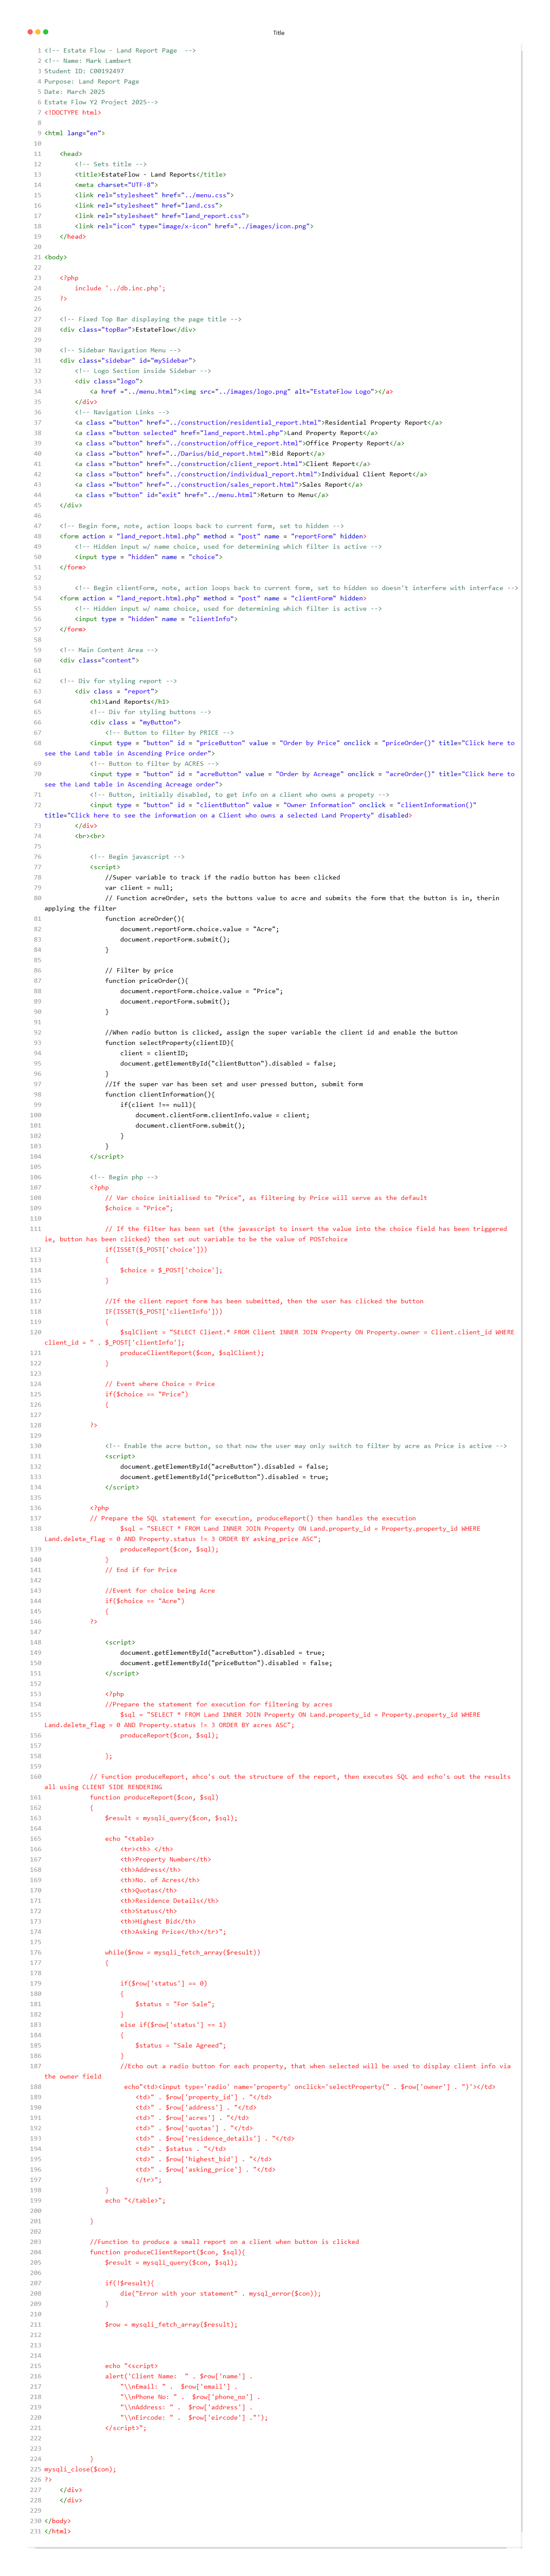 Title
1 <!-- Estate Flow - Land Report Page  -->
2 <!-- Name: Mark Lambert
3 Student ID: C00192497
4 Purpose: Land Report Page
5 Date: March 2025
6 Estate Flow Y2 Project 2025-->
7 <!DOCTYPE html>
8
9 <html lang="en">
10
11     <head>
12         <!-- Sets title -->
13         <title>EstateFlow - Land Reports</title>
14         <meta charset="UTF-8">
15         <link rel="stylesheet" href="../menu.css">
16         <link rel="stylesheet" href="land.css">
17         <link rel="stylesheet" href="land_report.css">
18         <link rel="icon" type="image/x-icon" href="../images/icon.png">
19     </head>
20
21 <body>
22
23     <?php
24         include '../db.inc.php';
25     ?>
26
27     <!-- Fixed Top Bar displaying the page title -->
28     <div class="topBar">EstateFlow</div>
29
30     <!-- Sidebar Navigation Menu -->
31     <div class="sidebar" id="mySidebar">
32         <!-- Logo Section inside Sidebar -->
33         <div class="logo">
34             <a href ="../menu.html"><img src="../images/logo.png" alt="EstateFlow Logo"></a>
35         </div>
36         <!-- Navigation Links -->
37         <a class ="button" href="../construction/residential_report.html">Residential Property Report</a>
38         <a class ="button selected" href="land_report.html.php">Land Property Report</a>
39         <a class ="button" href="../construction/office_report.html">Office Property Report</a>
40         <a class ="button" href="../Darius/bid_report.html">Bid Report</a>
41         <a class ="button" href="../construction/client_report.html">Client Report</a>
42         <a class ="button" href="../construction/individual_report.html">Individual Client Report</a>
43         <a class ="button" href="../construction/sales_report.html">Sales Report</a>
44         <a class ="button" id="exit" href="../menu.html">Return to Menu</a>
45     </div>
46
47     <!-- Begin form, note, action loops back to current form, set to hidden -->
48     <form action = "land_report.html.php" method = "post" name = "reportForm" hidden>
49         <!-- Hidden input w/ name choice, used for determining which filter is active -->
50         <input type = "hidden" name = "choice">
51     </form>
52
53         <!-- Begin clientForm, note, action loops back to current form, set to hidden so doesn't interfere with interface -->
54     <form action = "land_report.html.php" method = "post" name = "clientForm" hidden>
55         <!-- Hidden input w/ name choice, used for determining which filter is active -->
56         <input type = "hidden" name = "clientInfo">
57     </form>
58
59     <!-- Main Content Area -->
60     <div class="content">
61
62     <!-- Div for styling report -->
63         <div class = "report">
64             <h1>Land Reports</h1>
65             <!-- Div for styling buttons -->
66             <div class = "myButton">
67                 <!-- Button to filter by PRICE -->
68             <input type = "button" id = "priceButton" value = "Order by Price" onclick = "priceOrder()" title="Click here to
see the Land table in Ascending Price order">
69             <!-- Button to filter by ACRES -->
70             <input type = "button" id = "acreButton" value = "Order by Acreage" onclick = "acreOrder()" title="Click here to
see the Land table in Ascending Acreage order">
71             <!-- Button, initially disabled, to get info on a client who owns a propety -->
72             <input type = "button" id = "clientButton" value = "Owner Information" onclick = "clientInformation()"
title="Click here to see the information on a Client who owns a selected Land Property" disabled>
73         </div>
74         <br><br>
75
76             <!-- Begin javascript -->
77             <script>
78                 //Super variable to track if the radio button has been clicked
79                 var client = null;
80                 // Function acreOrder, sets the buttons value to acre and submits the form that the button is in, therin
applying the filter
81                 function acreOrder(){
82                     document.reportForm.choice.value = "Acre";
83                     document.reportForm.submit();
84                 }
85
86                 // Filter by price
87                 function priceOrder(){
88                     document.reportForm.choice.value = "Price";
89                     document.reportForm.submit();
90                 }
91
92                 //When radio button is clicked, assign the super variable the client id and enable the button
93                 function selectProperty(clientID){
94                     client = clientID;
95                     document.getElementById("clientButton").disabled = false;
96                 }
97                 //If the super var has been set and user pressed button, submit form
98                 function clientInformation(){
99                     if(client !== null){
100                         document.clientForm.clientInfo.value = client;
101                         document.clientForm.submit();
102                     }
103                 }
104             </script>
105
106             <!-- Begin php -->
107             <?php
108                 // Var choice initialised to "Price", as filtering by Price will serve as the default
109                 $choice = "Price";
110
111                 // If the filter has been set (the javascript to insert the value into the choice field has been triggered
ie, button has been clicked) then set out variable to be the value of POSTchoice
112                 if(ISSET($_POST['choice']))
113                 {
114                     $choice = $_POST['choice'];
115                 }
116
117                 //If the client report form has been submitted, then the user has clicked the button
118                 IF(ISSET($_POST['clientInfo']))
119                 {
120                     $sqlClient = "SELECT Client.* FROM Client INNER JOIN Property ON Property.owner = Client.client_id WHERE
client_id = " . $_POST['clientInfo'];
121                     produceClientReport($con, $sqlClient);
122                 }
123
124                 // Event where Choice = Price
125                 if($choice == "Price")
126                 {
127
128             ?>
129
130                 <!-- Enable the acre button, so that now the user may only switch to filter by acre as Price is active -->
131                 <script>
132                     document.getElementById("acreButton").disabled = false;
133                     document.getElementById("priceButton").disabled = true;
134                 </script>
135
136             <?php
137             // Prepare the SQL statement for execution, produceReport() then handles the execution
138                     $sql = "SELECT * FROM Land INNER JOIN Property ON Land.property_id = Property.property_id WHERE
Land.delete_flag = 0 AND Property.status != 3 ORDER BY asking_price ASC";
139                     produceReport($con, $sql);
140                 }
141                 // End if for Price
142
143                 //Event for choice being Acre
144                 if($choice == "Acre")
145                 {
146             ?>
147
148                 <script>
149                     document.getElementById("acreButton").disabled = true;
150                     document.getElementById("priceButton").disabled = false;
151                 </script>
152
153                 <?php
154                 //Prepare the statement for execution for filtering by acres
155                     $sql = "SELECT * FROM Land INNER JOIN Property ON Land.property_id = Property.property_id WHERE
Land.delete_flag = 0 AND Property.status != 3 ORDER BY acres ASC";
156                     produceReport($con, $sql);
157
158                 };
159
160             // Function produceReport, ehco's out the structure of the report, then executes SQL and echo's out the results
all using CLIENT SIDE RENDERING
161             function produceReport($con, $sql)
162             {
163                 $result = mysqli_query($con, $sql);
164
165                 echo "<table>
166                     <tr><th> </th>
167                     <th>Property Number</th>
168                     <th>Address</th>
169                     <th>No. of Acres</th>
170                     <th>Quotas</th>
171                     <th>Residence Details</th>
172                     <th>Status</th>
173                     <th>Highest Bid</th>
174                     <th>Asking Price</th></tr>";
175
176                 while($row = mysqli_fetch_array($result))
177                 {
178
179                     if($row['status'] == 0)
180                     {
181                         $status = "For Sale";
182                     }
183                     else if($row['status'] == 1)
184                     {
185                         $status = "Sale Agreed";
186                     }
187                     //Echo out a radio button for each property, that when selected will be used to display client info via
the owner field
188                      echo"<td><input type='radio' name='property' onclick='selectProperty(" . $row['owner'] . ")'></td>
189                         <td>" . $row['property_id'] . "</td>
190                         <td>" . $row['address'] . "</td>
191                         <td>" . $row['acres'] . "</td>
192                         <td>" . $row['quotas'] . "</td>
193                         <td>" . $row['residence_details'] . "</td>
194                         <td>" . $status . "</td>
195                         <td>" . $row['highest_bid'] . "</td>
196                         <td>" . $row['asking_price'] . "</td>
197                         </tr>";
198                 }
199                 echo "</table>";
200
201             }
202
203             //Function to produce a small report on a client when button is clicked
204             function produceClientReport($con, $sql){
205                 $result = mysqli_query($con, $sql);
206
207                 if(!$result){
208                     die("Error with your statement" . mysql_error($con));
209                 }
210
211                 $row = mysqli_fetch_array($result);
212
213
214
215                 echo "<script>
216                 alert('Client Name:  " . $row['name'] .
217                     "\\nEmail: " .  $row['email'] .
218                     "\\nPhone No: " .  $row['phone_no'] .
219                     "\\nAddress: " .  $row['address'] .
220                     "\\nEircode: " .  $row['eircode'] ."');
221                 </script>";
222
223
224             }
225 mysqli_close($con);
226 ?>
227     </div>
228     </div>
229
230 </body>
231 </html>